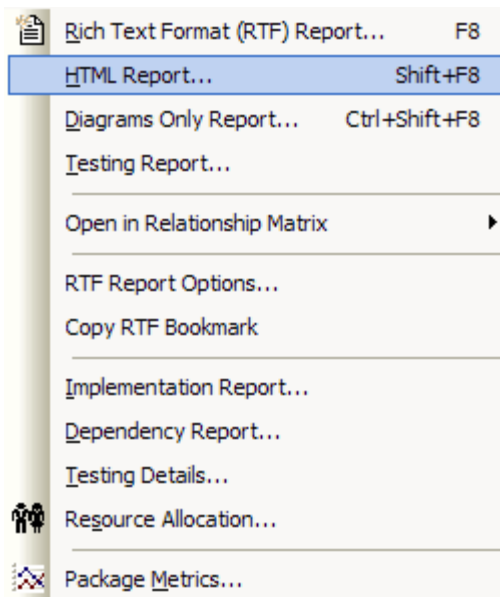 Rich Text Format (RTF) Report... F8
HTML Report... Shift+F8
Diagrams Only Report... Ctrl+Shift+F8
Testing Report...
Open in Relationship Matrix
RTF Report Options...
Copy RTF Bookmark
Implementation Report...
Dependency Report...
Testing Details...
Resource Allocation...
Package Metrics...